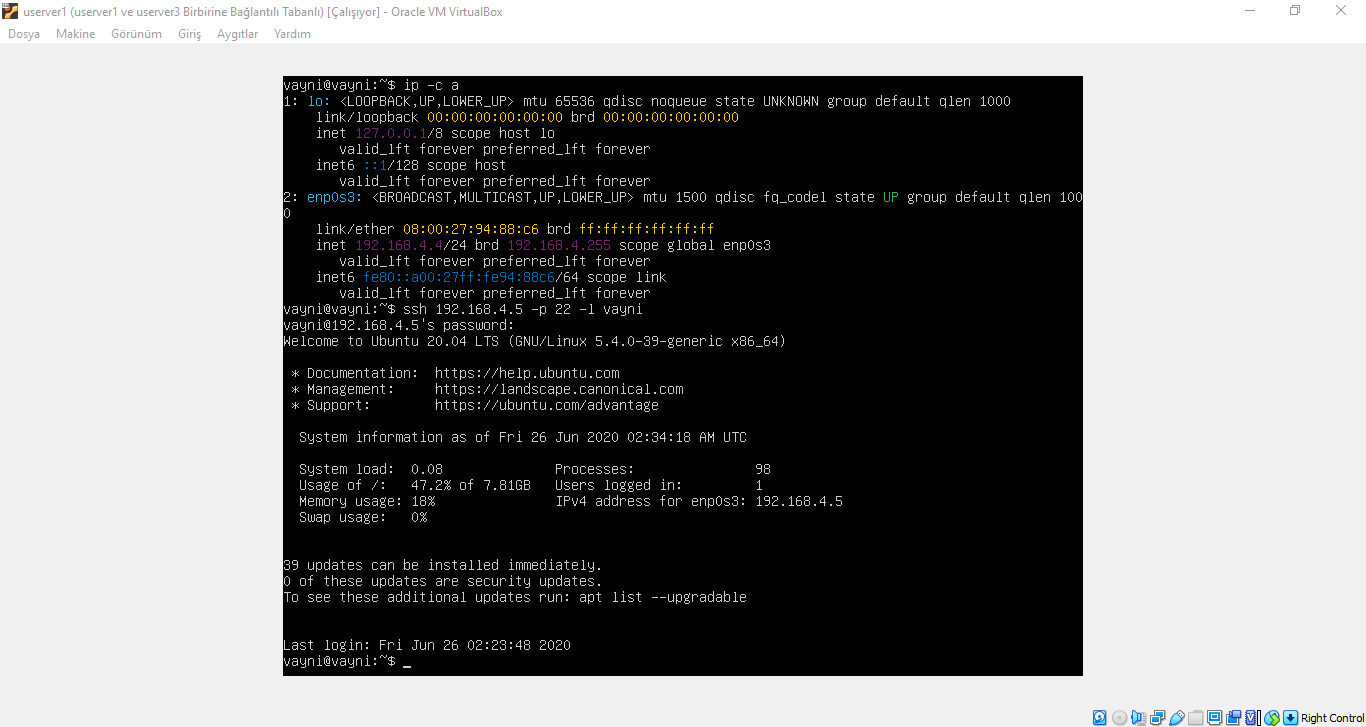 userver1 (userver1 ve userver3 Birbirine Bağlantılı Tabanlı) [Çalışıyor] - Oracle VM VirtualBox
Dosya Makine Görünüm Giriş Aygıtlar Yardım
vayni@vayni:~$ ip -c a
1: lo: <LOOPBACK,UP,LOWER_UP> mtu 65536 qdisc noqueue state UNKNOWN group default qlen 1000
    link/loopback 00:00:00:00:00:00 brd 00:00:00:00:00:00
    inet 127.0.0.1/8 scope host lo
       valid_lft forever preferred_lft forever
    inet6 ::1/128 scope host
       valid_lft forever preferred_lft forever
2: enp0s3: <BROADCAST,MULTICAST,UP,LOWER_UP> mtu 1500 qdisc fq_codel state UP group default qlen 100
0
    link/ether 08:00:27:94:88:c6 brd ff:ff:ff:ff:ff:ff
    inet 192.168.4.4/24 brd 192.168.4.255 scope global enp0s3
       valid_lft forever preferred_lft forever
    inet6 fe80::a00:27ff:fe94:88c6/64 scope link
       valid_lft forever preferred_lft forever
vayni@vayni:~$ ssh 192.168.4.5 -p 22 -l vayni
vayni@192.168.4.5's password:
Welcome to Ubuntu 20.04 LTS (GNU/Linux 5.4.0-39-generic x86_64)
 * Documentation:  https://help.ubuntu.com
 * Management:     https://landscape.canonical.com
 * Support:        https://ubuntu.com/advantage
  System information as of Fri 26 Jun 2020 02:34:18 AM UTC
  System load:  0.08              Processes:               98
  Usage of /:   47.2% of 7.81GB   Users logged in:         1
  Memory usage: 18%               IPv4 address for enp0s3: 192.168.4.5
  Swap usage:   0%
39 updates can be installed immediately.
0 of these updates are security updates.
To see these additional updates run: apt list --upgradable
Last login: Fri Jun 26 02:23:48 2020
vayni@vayni:~$ _
Right Control